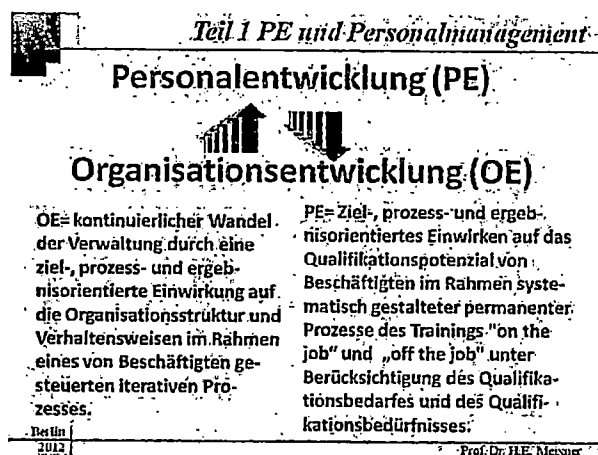 Teil 1 PE und Personalmanagement
Personalentwicklung (PE)
Organisationsentwicklung (OE)
OE= kontinuierlicher Wandel
der Verwaltung durch eine
ziel-, prozess- und ergeb-
nisorientierte Einwirkung auf
die Organisationsstruktur und
Verhaltensweisen im Rahmen
eines von Beschäftigten ge-
steuerten iterativen Pro-
zesses.
PE= Ziel-, prozess- und ergeb-
nisorientiertes Einwirken auf das
Qualifikationspotenzial von
Beschäftigten im Rahmen syste-
matisch gestalteter permanenter
Prozesse des Trainings "on the
job" und „off the job" unter
Berücksichtigung des Qualifika-
tionsbedarfes und des Qualifi-
kationsbedürfnisses.
Berlin
2012
Prof. Dr. H.E. Meixner